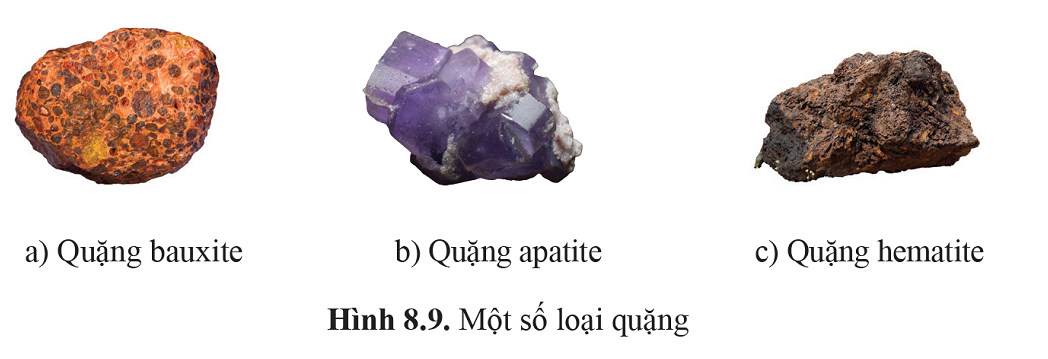 a) Quặng bauxite
b) Quặng apatite
c) Quặng hematite
Hình 8.9. Một số loại quặng